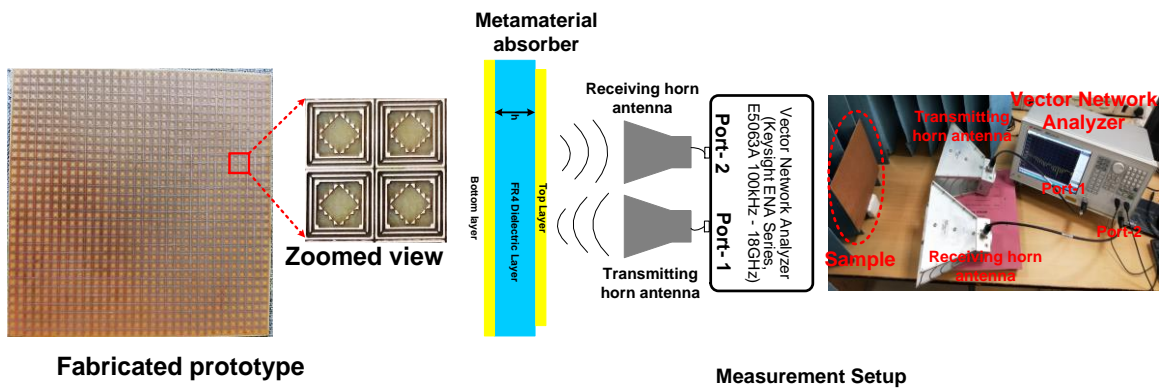 Metamaterial
absorber
Receiving horn
antenna
h
Bottom layer
FR4 Dielectric Layer
Top Layer
Port- 2
Port- 1
Vector Network Analyzer
(Keysight ENA Series,
E5063A 100kHz - 18GHz)
Transmitting
horn antenna
Zoomed view
Fabricated prototype
Vector Network
Analyzer
Transmitting
horn antenna
Port-1
Port-2
Sample
Receiving horn
antenna
Measurement Setup